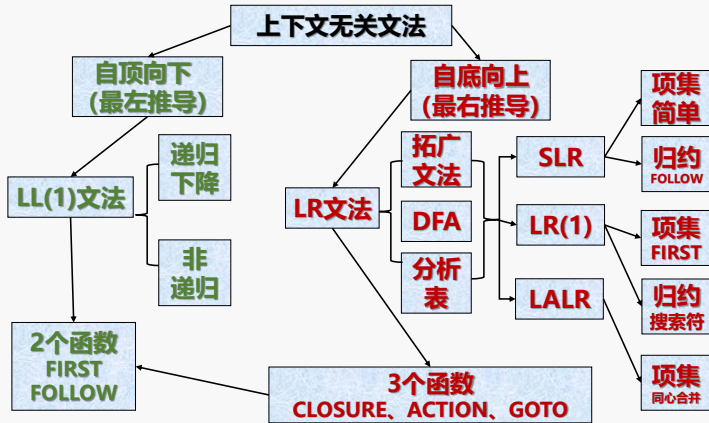 上下文无关文法
自顶向下
（最左推导）
自底向上
（最右推导）
项集
简单
递归
下降
拓广
文法
SLR
归约
FOLLOW
LL(1)文法
LR文法
DFA
LR(1)
项集
FIRST
非
递归
分析
表
LALR
归约
搜索符
2个函数
FIRST
FOLLOW
3个函数
CLOSURE、ACTION、GOTO
项集
同心合并